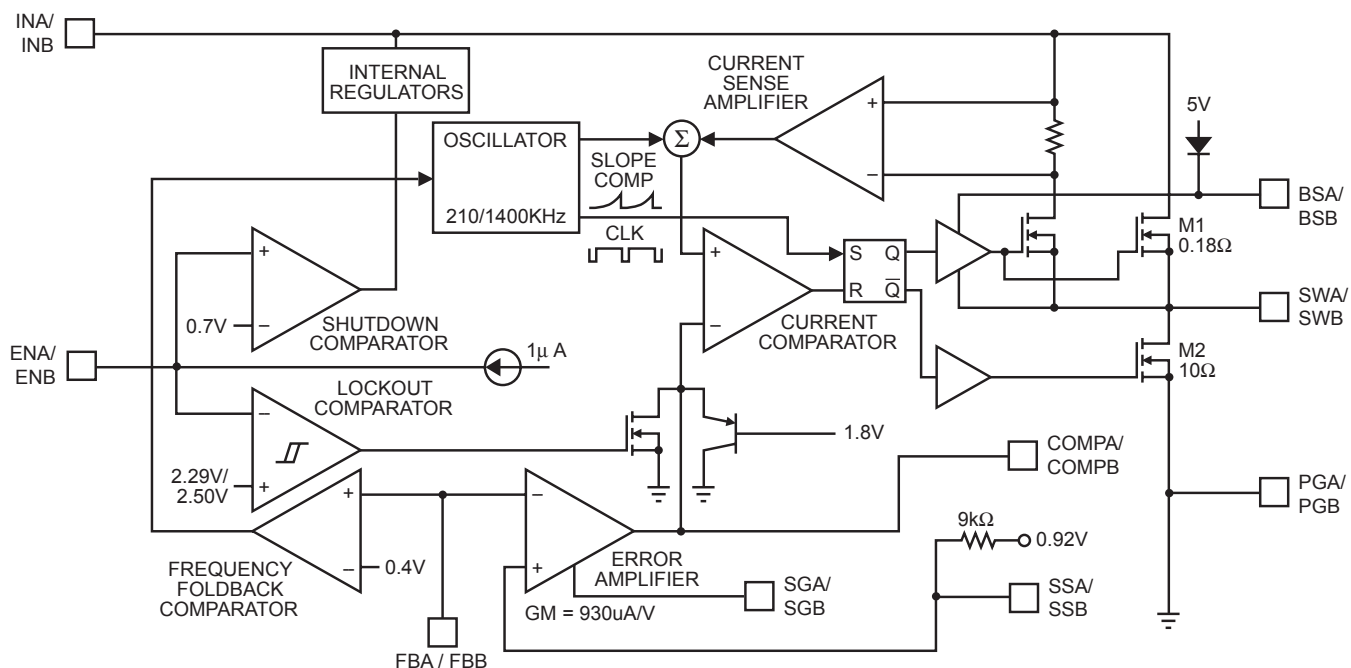 INA/
INB
INTERNAL
REGULATORS
CURRENT
SENSE
AMPLIFIER
+
−
5V
OSCILLATOR
210/1400KHz
Σ
SLOPE
COMP
CLK
BSA/
BSB
M1
0.18Ω
+
−
0.7V
SHUTDOWN
COMPARATOR
+
−
CURRENT
COMPARATOR
S Q
R Q̅
SWA/
SWB
ENA/
ENB
1μ A
M2
10Ω
LOCKOUT
COMPARATOR
−
+
2.29V/
2.50V
1.8V
COMPA/
COMPB
+
−
0.4V
FREQUENCY
FOLDBACK
COMPARATOR
−
+
ERROR
AMPLIFIER
GM = 930uA/V
SGA/
SGB
9kΩ
0.92V
PGA/
PGB
SSA/
SSB
FBA / FBB